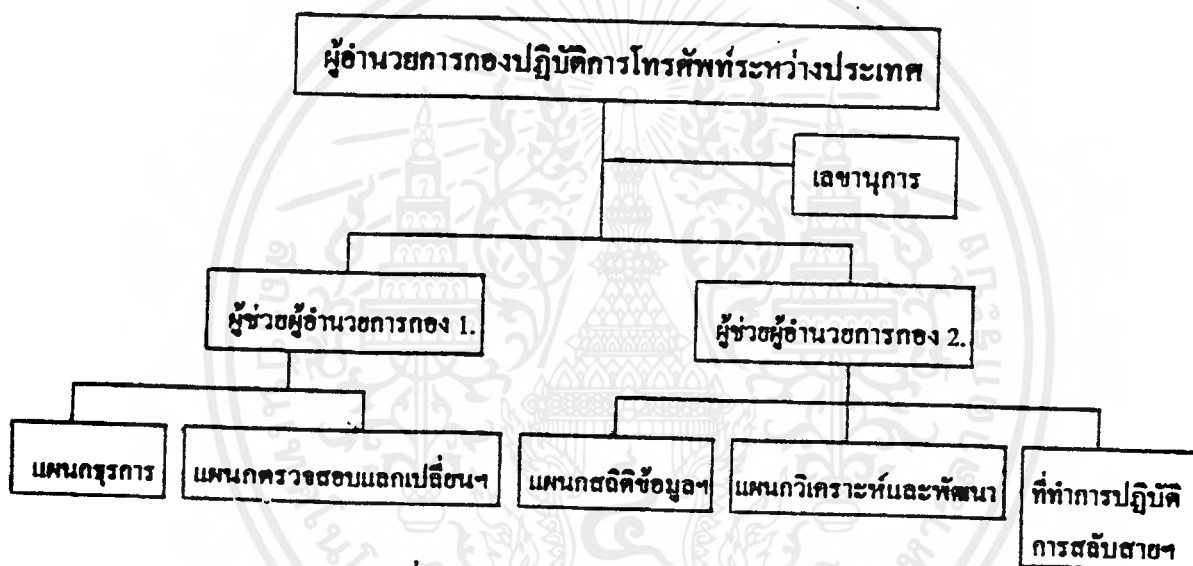 ผู้อำนวยการกองปฏิบัติการโทรศัพท์ระหว่างประเทศ
เลขานุการ
ผู้ช่วยผู้อำนวยการกอง 1.
ผู้ช่วยผู้อำนวยการกอง 2.
แผนกธุรการ
แผนกตรวจสอบแลกเปลี่ยนฯ
แผนกสถิติข้อมูลฯ
แผนกวิเคราะห์และพัฒนา
ที่ทำการปฏิบัติ
การสลับสายฯ